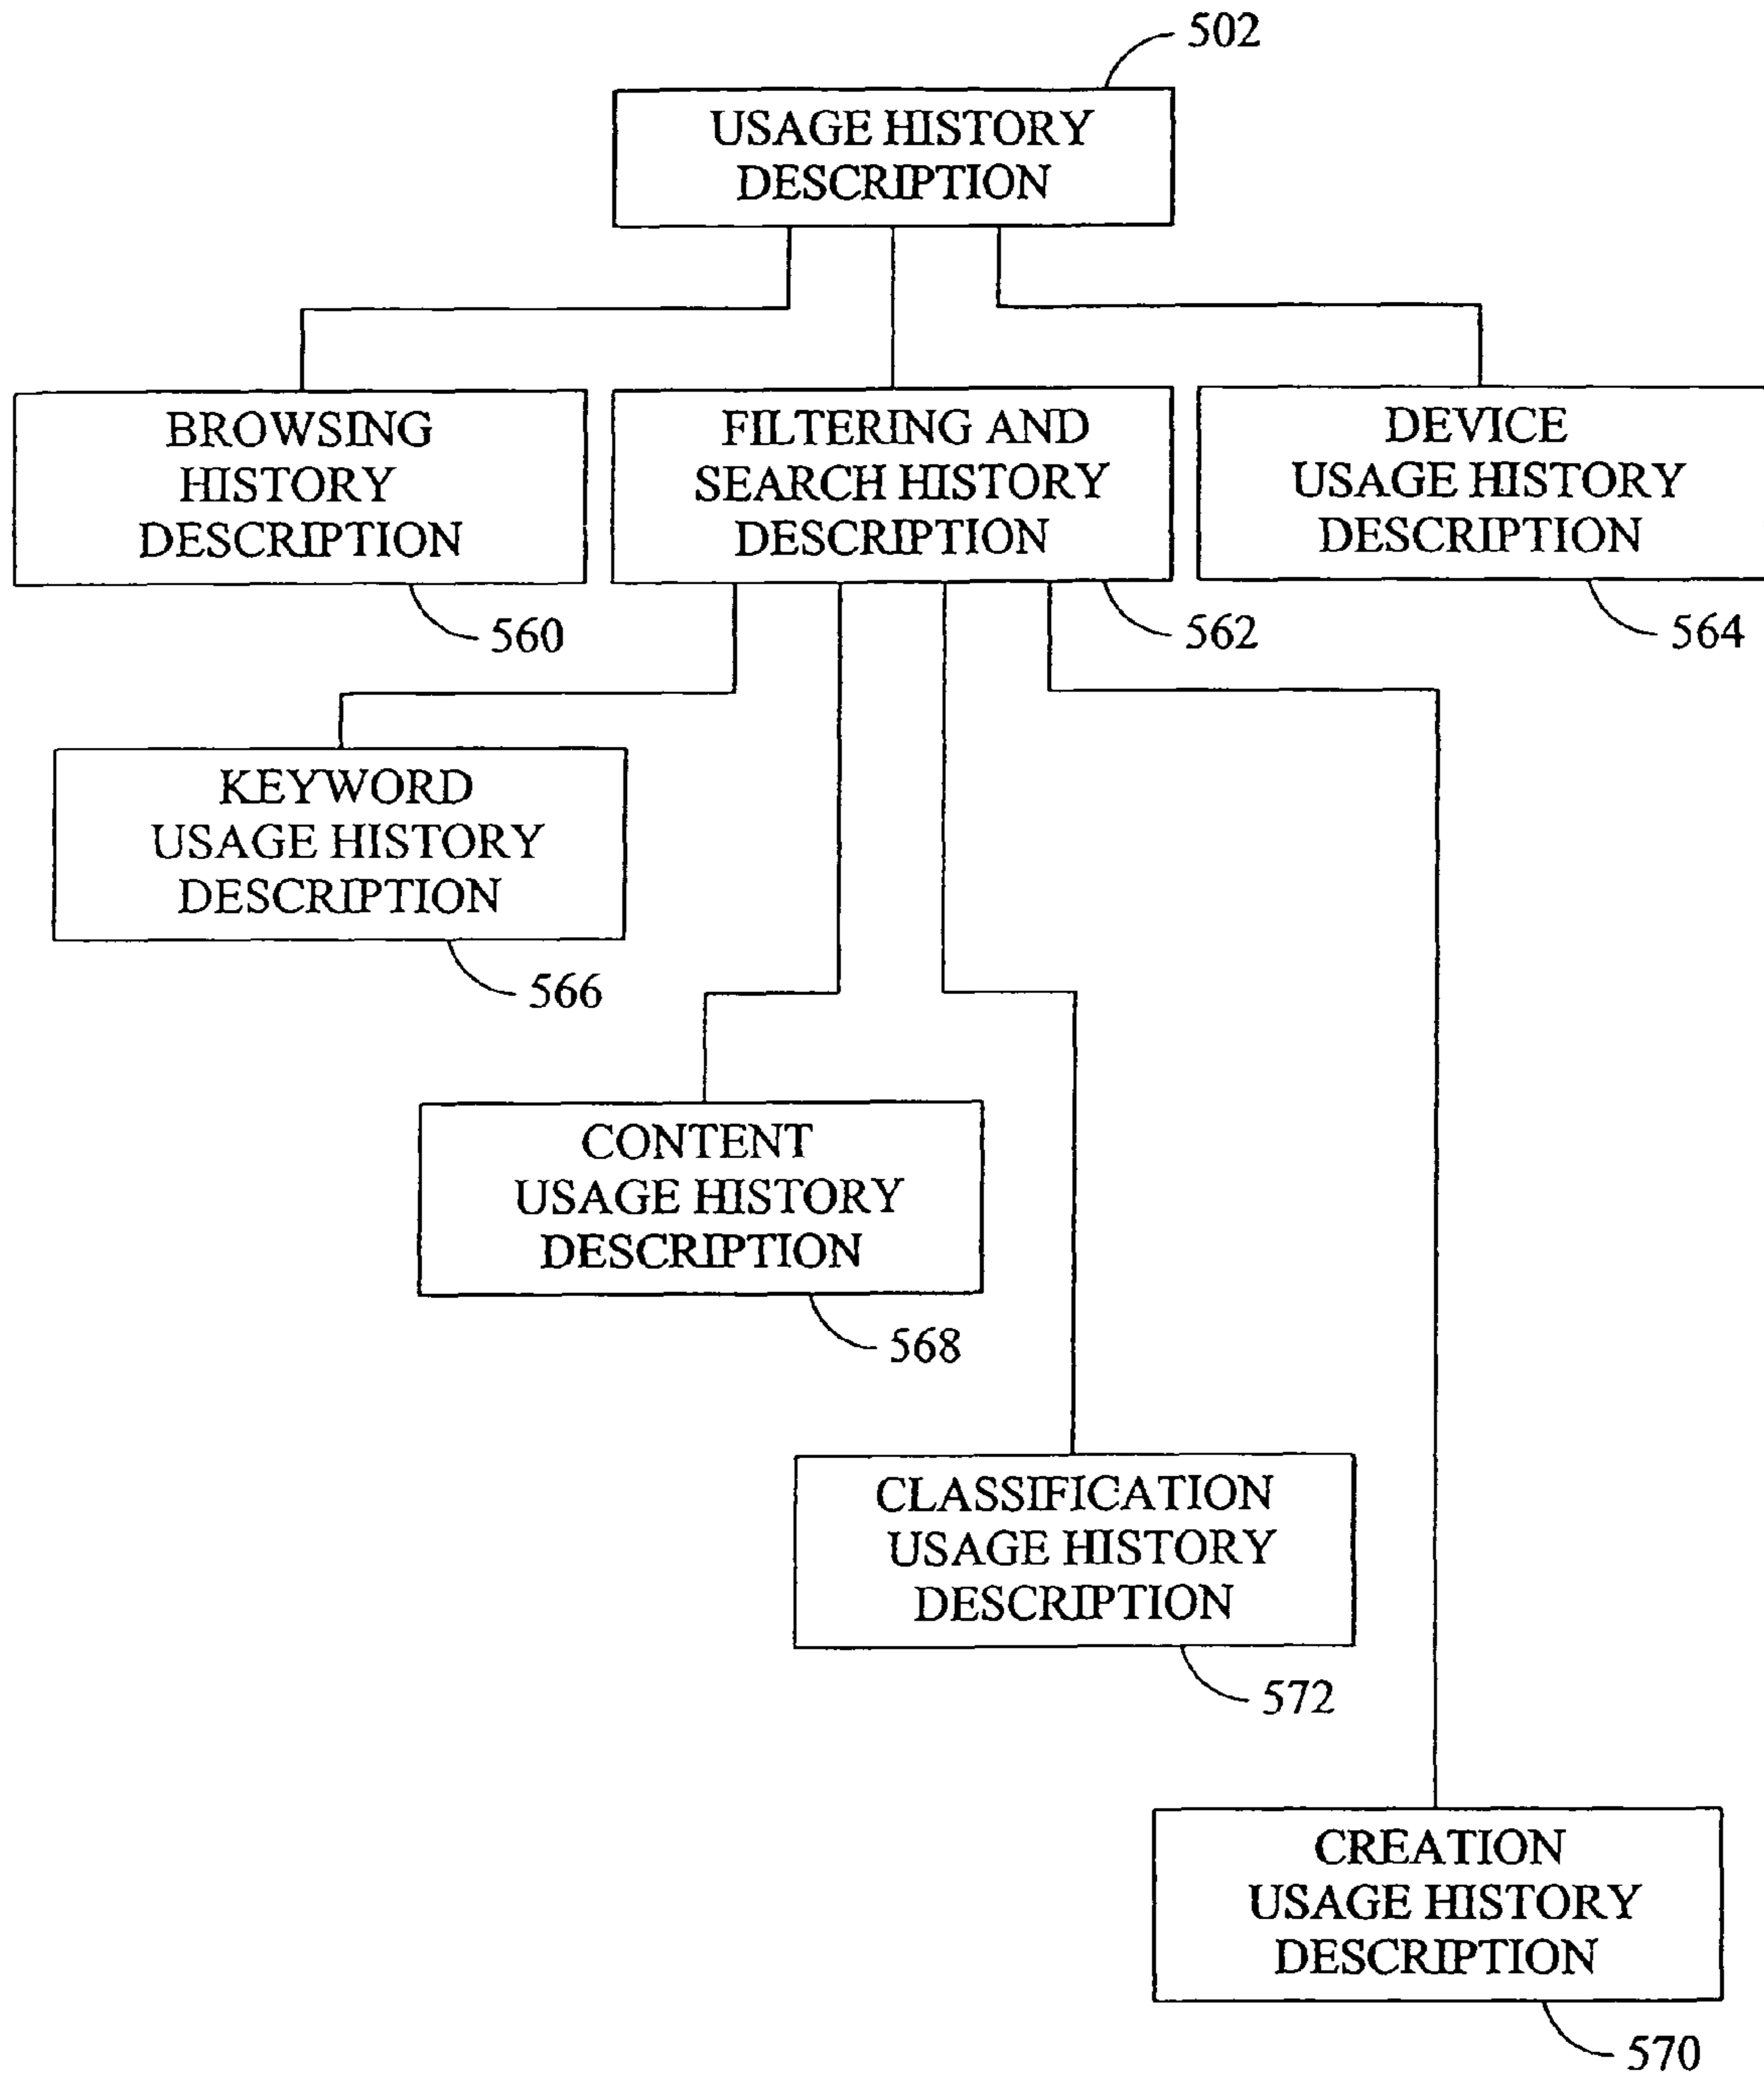 502
USAGE HISTORY
DESCRIPTION
BROWSING
HISTORY
DESCRIPTION
560
FILTERING AND
SEARCH HISTORY
DESCRIPTION
562
DEVICE
USAGE HISTORY
DESCRIPTION
564
KEYWORD
USAGE HISTORY
DESCRIPTION
566
CONTENT
USAGE HISTORY
DESCRIPTION
568
CLASSIFICATION
USAGE HISTORY
DESCRIPTION
572
CREATION
USAGE HISTORY
DESCRIPTION
570